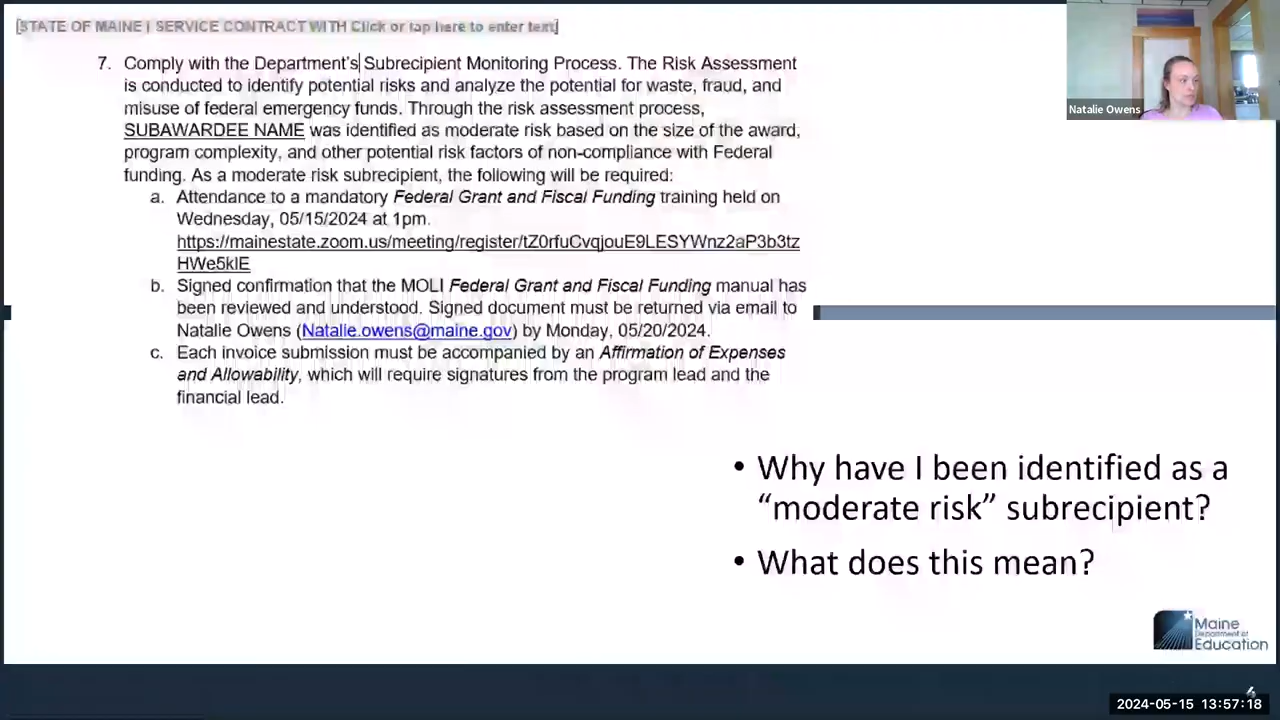 [STATE OF MAINE | SERVICE CONTRACT WITH Click or tap here to enter text]
7. Comply with the Department's Subrecipient Monitoring Process. The Risk Assessment
is conducted to identify potential risks and analyze the potential for waste, fraud, and
misuse of federal emergency funds. Through the risk assessment process,
SUBAWARDEE NAME was identified as moderate risk based on the size of the award,
program complexity, and other potential risk factors of non-compliance with Federal
funding. As a moderate risk subrecipient, the following will be required:
a. Attendance to a mandatory Federal Grant and Fiscal Funding training held on
Wednesday, 05/15/2024 at 1pm.
https://mainestate.zoom.us/meeting/register/tZ0rfuCvqjouE9LESYWnz2aP3b3tz
HWe5klE
b. Signed confirmation that the MOLI Federal Grant and Fiscal Funding manual has
been reviewed and understood. Signed document must be returned via email to
Natalie Owens (Natalie.owens@maine.gov) by Monday, 05/20/2024.
c. Each invoice submission must be accompanied by an Affirmation of Expenses
and Allowability, which will require signatures from the program lead and the
financial lead.
Natalie Owens
• Why have I been identified as a
“moderate risk” subrecipient?
• What does this mean?
Maine
Department of
Education
2024-05-15 13:57:18